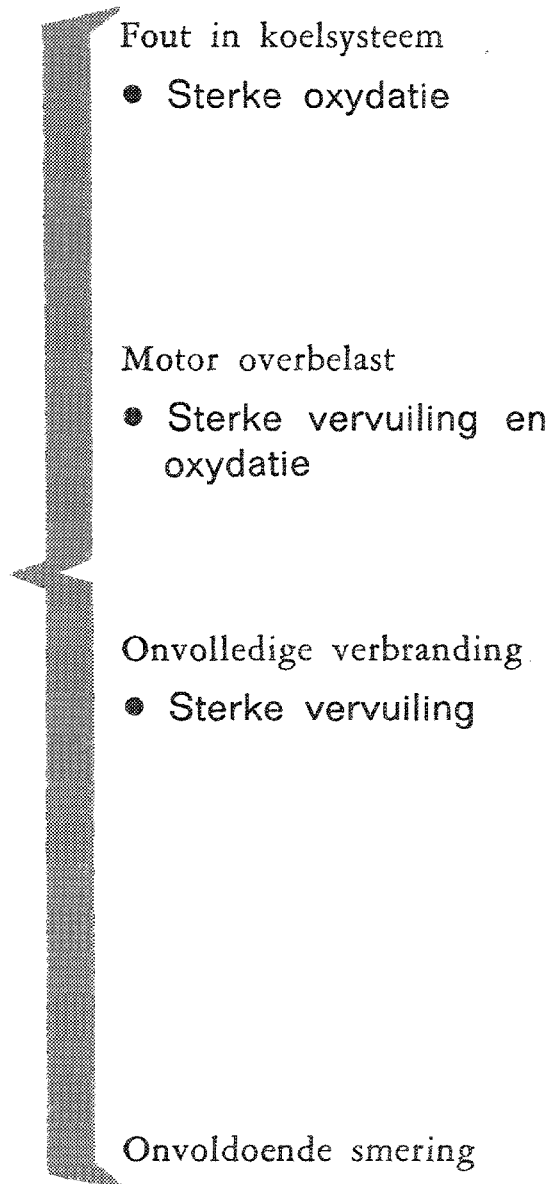 Fout in koelsysteem
● Sterke oxydatie
Motor overbelast
● Sterke vervuiling en
oxydatie
Onvolledige verbranding
● Sterke vervuiling
Onvoldoende smering